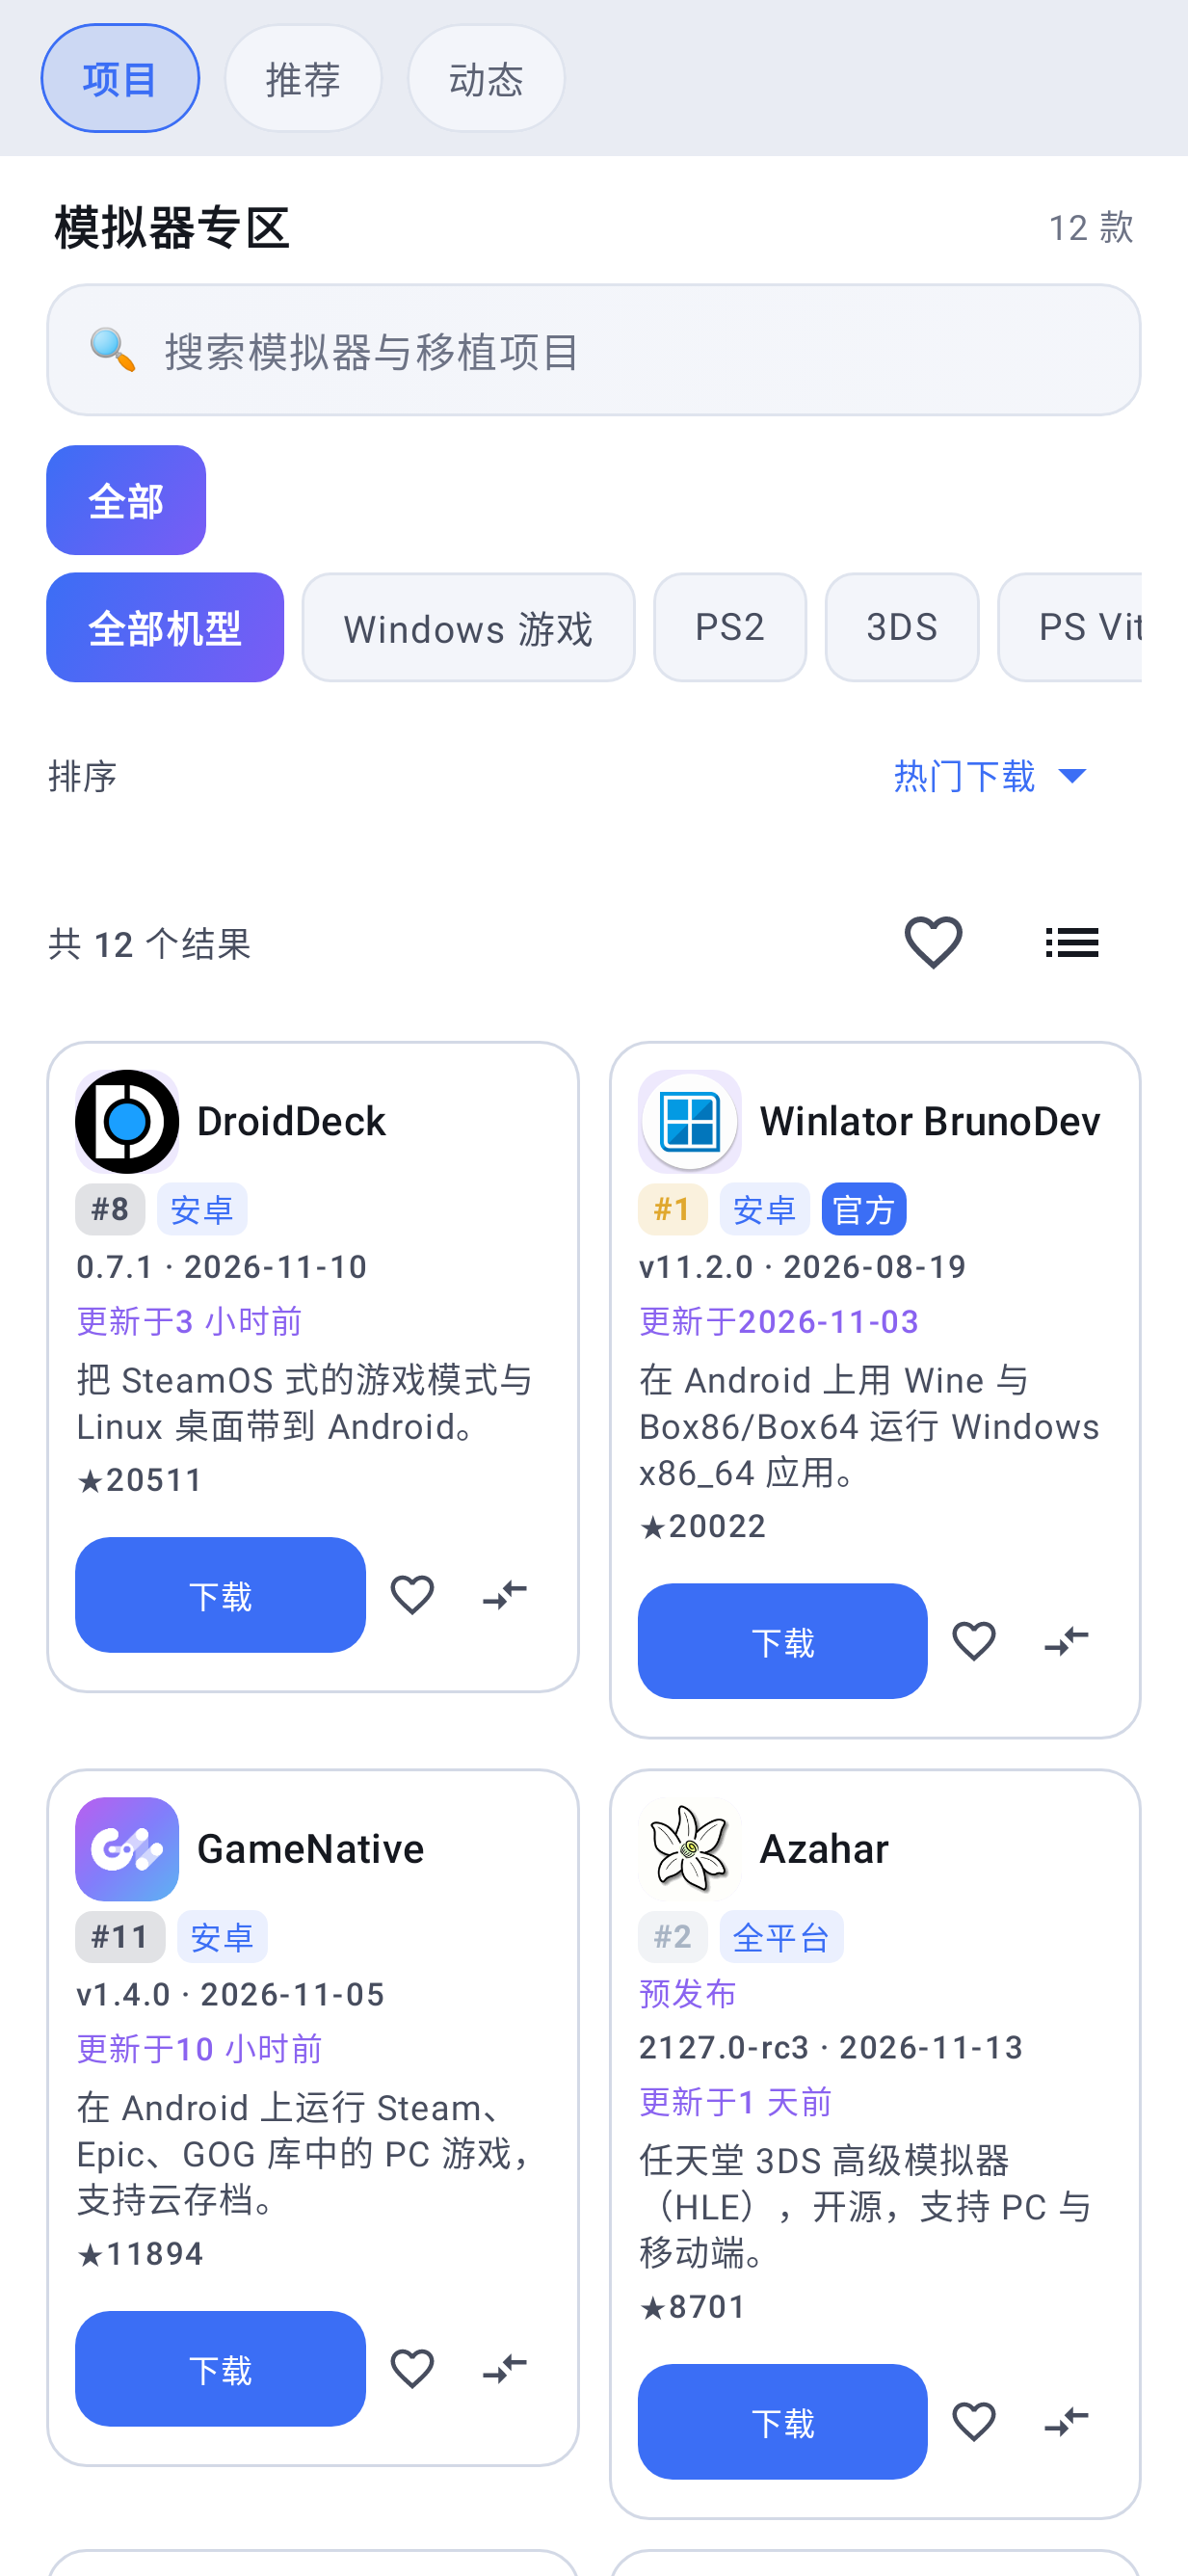 项目 推荐 动态
模拟器专区 12 款
搜索模拟器与移植项目
全部
全部机型 Windows 游戏 PS2 3DS PS Vit
排序 热门下载
共 12 个结果
DroidDeck
#8 安卓
0.7.1 · 2026-11-10
更新于3 小时前
把 SteamOS 式的游戏模式与
Linux 桌面带到 Android。
★20511
下载
Winlator BrunoDev
#1 安卓 官方
v11.2.0 · 2026-08-19
更新于2026-11-03
在 Android 上用 Wine 与
Box86/Box64 运行 Windows
x86_64 应用。
★20022
下载
GameNative
#11 安卓
v1.4.0 · 2026-11-05
更新于10 小时前
在 Android 上运行 Steam、
Epic、GOG 库中的 PC 游戏，
支持云存档。
★11894
下载
Azahar
#2 全平台
预发布
2127.0-rc3 · 2026-11-13
更新于1 天前
任天堂 3DS 高级模拟器
（HLE），开源，支持 PC 与
移动端。
★8701
下载